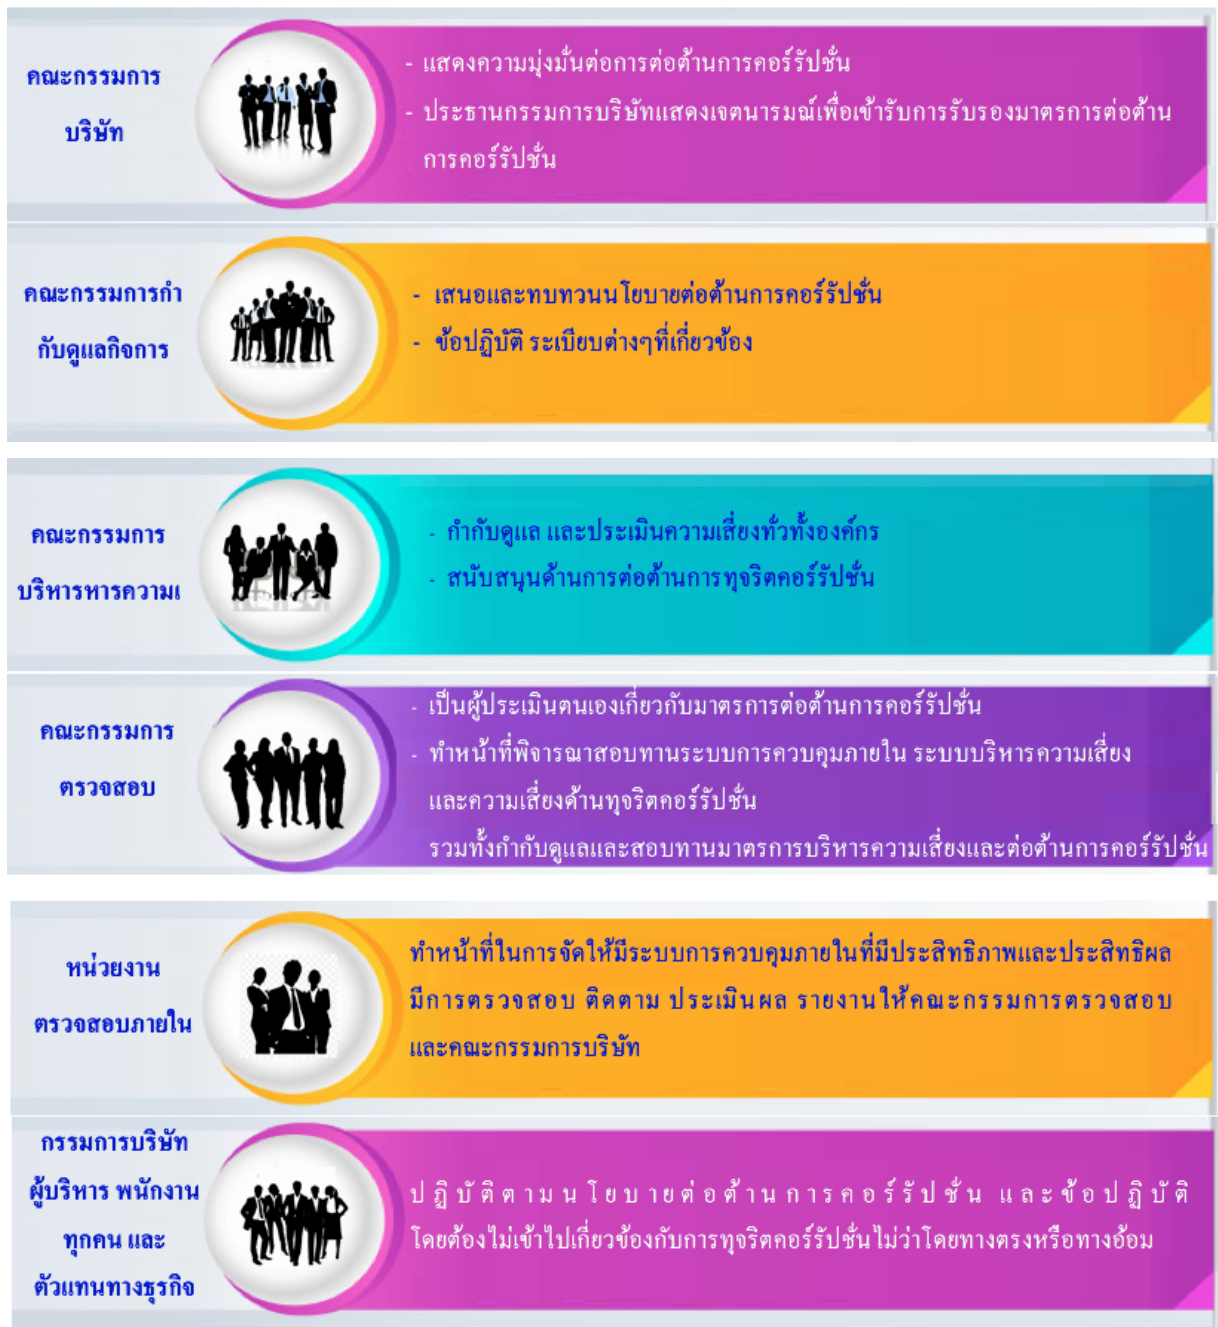 คณะกรรมการ
บริษัท
- แสดงความมุ่งมั่นต่อการต่อต้านการคอร์รัปชั่น
- ประธานกรรมการบริษัทแสดงเจตนารมณ์เพื่อเข้ารับการรับรองมาตรการต่อต้าน
การคอร์รัปชั่น
คณะกรรมการกำ
กับดูแลกิจการ
- เสนอและทบทวนนโยบายต่อต้านการคอร์รัปชั่น
- ข้อปฏิบัติ ระเบียบต่างๆที่เกี่ยวข้อง
คณะกรรมการ
บริหารหารความเ
- กำกับดูแล และประเมินความเสี่ยงทั่วทั้งองค์กร
- สนับสนุนด้านการต่อต้านการทุจริตคอร์รัปชั่น
คณะกรรมการ
ตรวจสอบ
- เป็นผู้ประเมินตนเองเกี่ยวกับมาตรการต่อต้านการคอร์รัปชั่น
- ทำหน้าที่พิจารณาสอบทานระบบการควบคุมภายใน ระบบบริหารความเสี่ยง
และความเสี่ยงด้านทุจริตคอร์รัปชั่น
รวมทั้งกำกับดูแลและสอบทานมาตรการบริหารความเสี่ยงและต่อต้านการคอร์รัปชั่น
หน่วยงาน
ตรวจสอบภายใน
ทำหน้าที่ในการจัดให้มีระบบการควบคุมภายในที่มีประสิทธิภาพและประสิทธิผล
มีการตรวจสอบ ติดตาม ประเมินผล รายงานให้คณะกรรมการตรวจสอบ
และคณะกรรมการบริษัท
กรรมการบริษัท
ผู้บริหาร พนักงาน
ทุกคน และ
ตัวแทนทางธุรกิจ
ปฏิบัติตามนโยบายต่อต้านการคอร์รัปชั่น และข้อปฏิบัติ
โดยต้องไม่เข้าไปเกี่ยวข้องกับการทุจริตคอร์รัปชั่นไม่ว่าโดยทางตรงหรือทางอ้อม